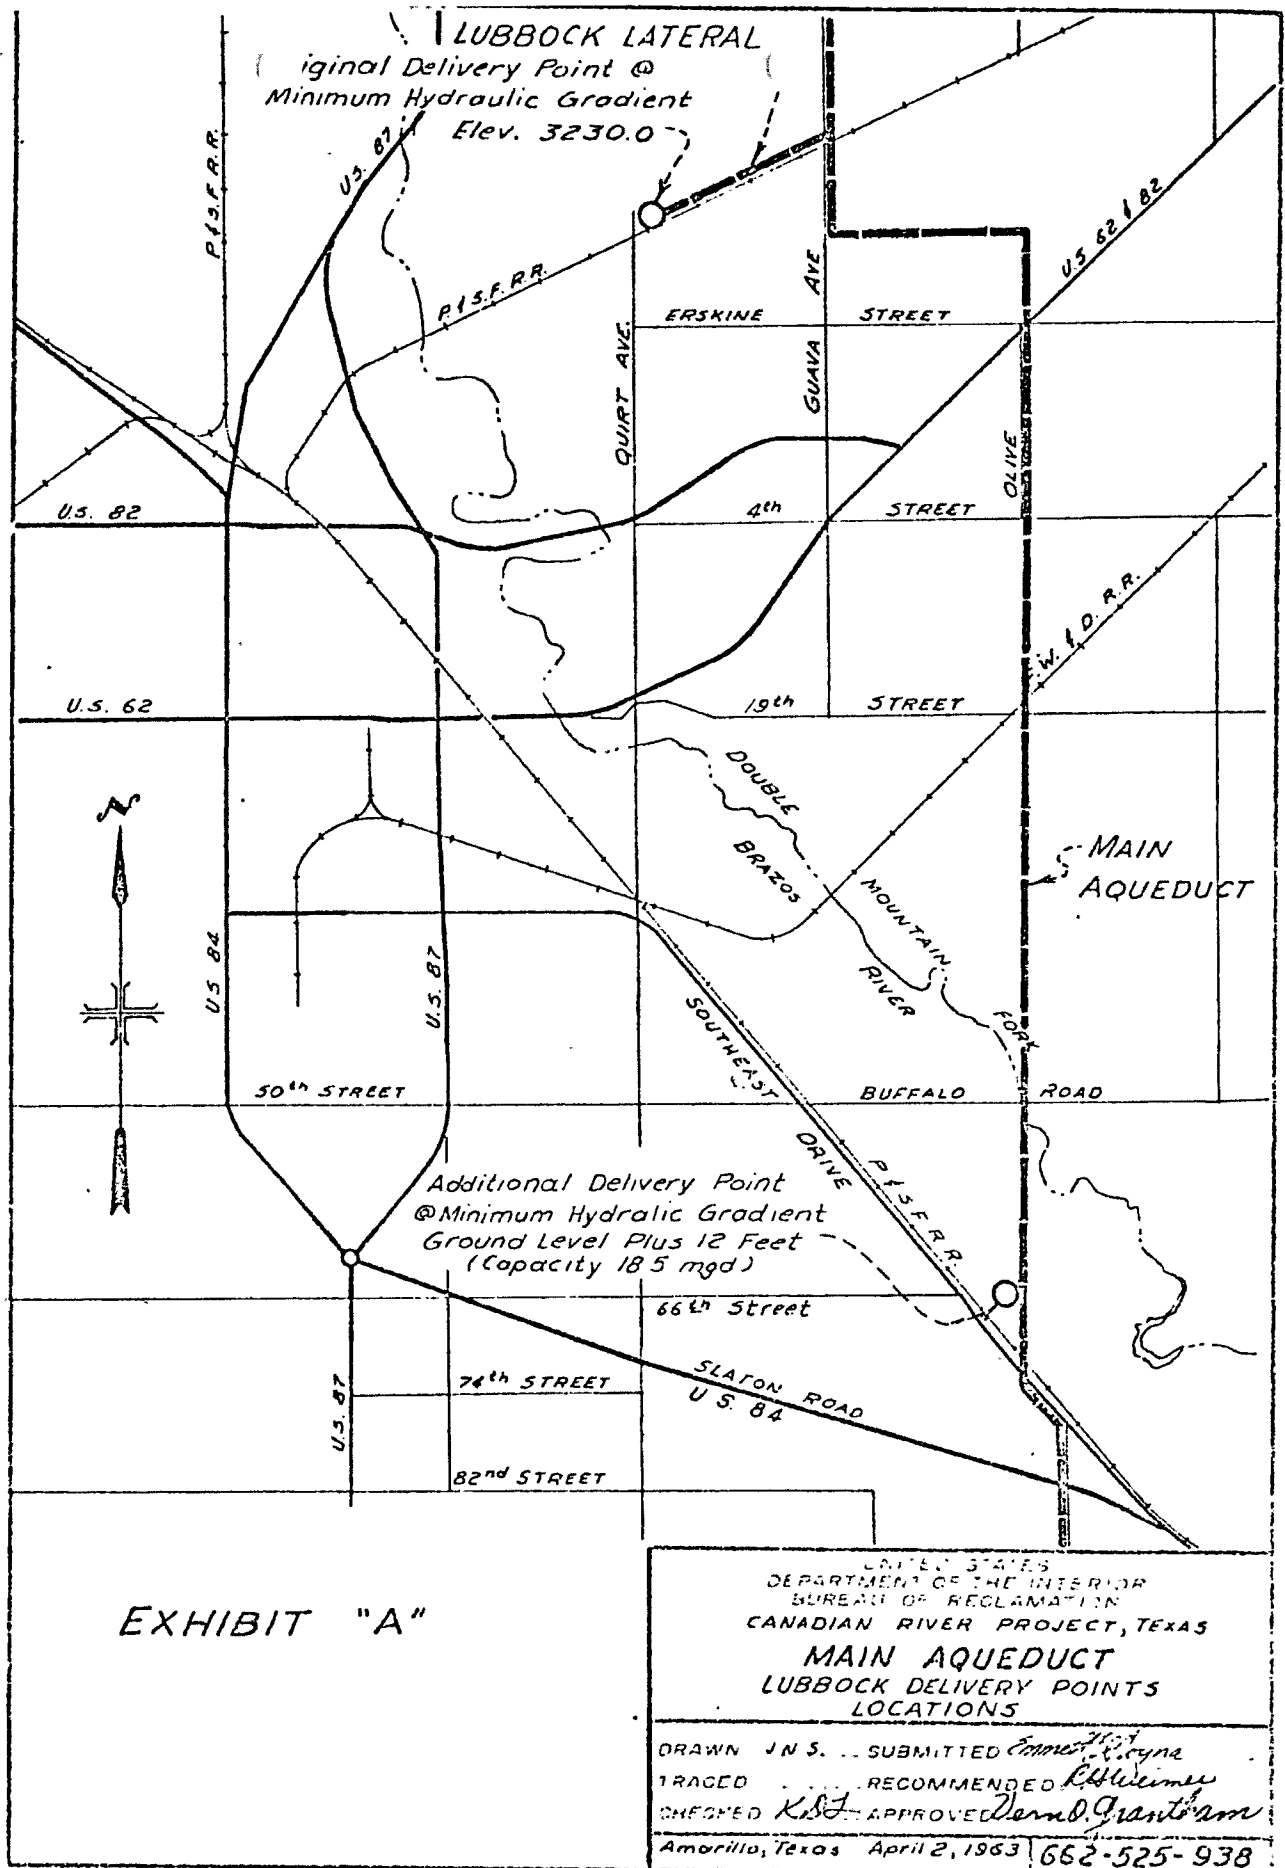 LUBBOCK LATERAL
iginal Delivery Point @
Minimum Hydraulic Gradient
Elev. 3230.0
U.S. 87
P & S.F. R.R.
P. & S.F. R.R.
U.S 62 & 82
ERSKINE STREET
QUIRT AVE.
GUAVA AVE
OLIVE
U.S. 82
4th STREET
W. & D. R.R.
U.S. 62
19th STREET
N
DOUBLE MOUNTAIN FORK
BRAZOS RIVER
MAIN
AQUEDUCT
US 84
U.S. 87
SOUTHEAST DRIVE
50th STREET
BUFFALO ROAD
P & S F R R.
Additional Delivery Point
@ Minimum Hydralic Gradient
Ground Level Plus 12 Feet
(Capacity 18 5 mgd)
66th Street
U.S. 87
74th STREET
SLATON ROAD
U S. 84
82nd STREET
EXHIBIT "A"
UNITED STATES
DEPARTMENT OF THE INTERIOR
BUREAU OF RECLAMATION
CANADIAN RIVER PROJECT, TEXAS
MAIN AQUEDUCT
LUBBOCK DELIVERY POINTS
LOCATIONS
DRAWN J N S. .. SUBMITTED
TRACED . .... RECOMMENDED
CHECKED APPROVED Vern O. Grantham
Amarillo, Texas April 2, 1963 662-525-938